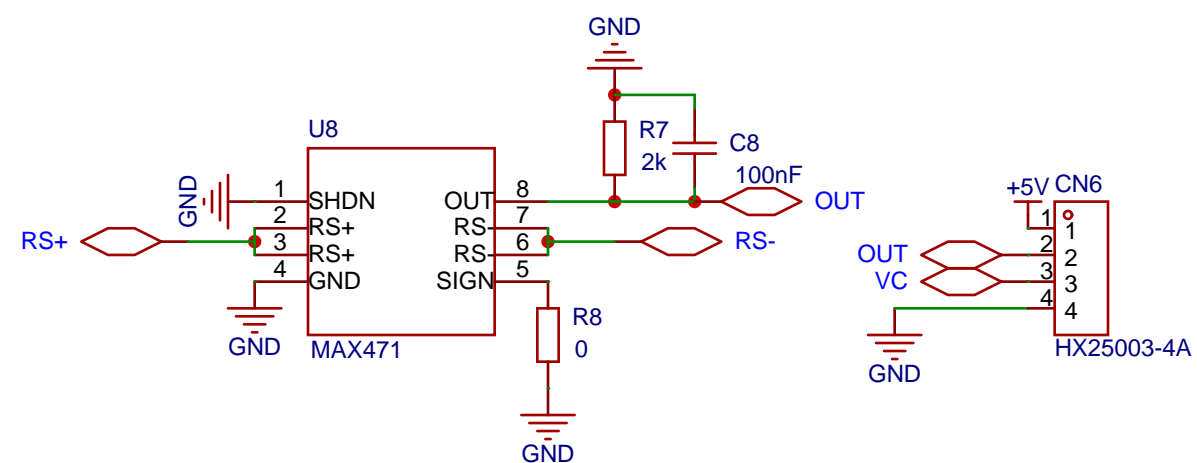 GND
U8
R7
2k
C8
100nF
GND
1
SHDN
2
RS+
3
RS+
4
GND
OUT
8
RS-
7
RS-
6
SIGN
5
RS+
OUT
RS-
GND
MAX471
R8
0
GND
+5V CN6
1
1
OUT
2
2
VC
3
3
4
4
GND
HX25003-4A